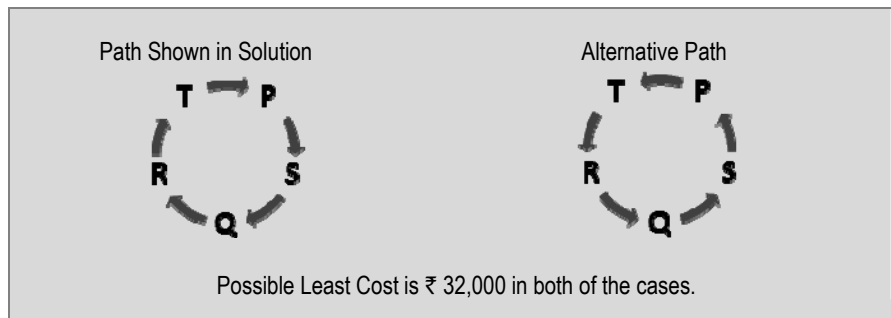 Path Shown in Solution
Alternative Path
T P
R S
Q
T P
R S
Q
Possible Least Cost is ₹ 32,000 in both of the cases.